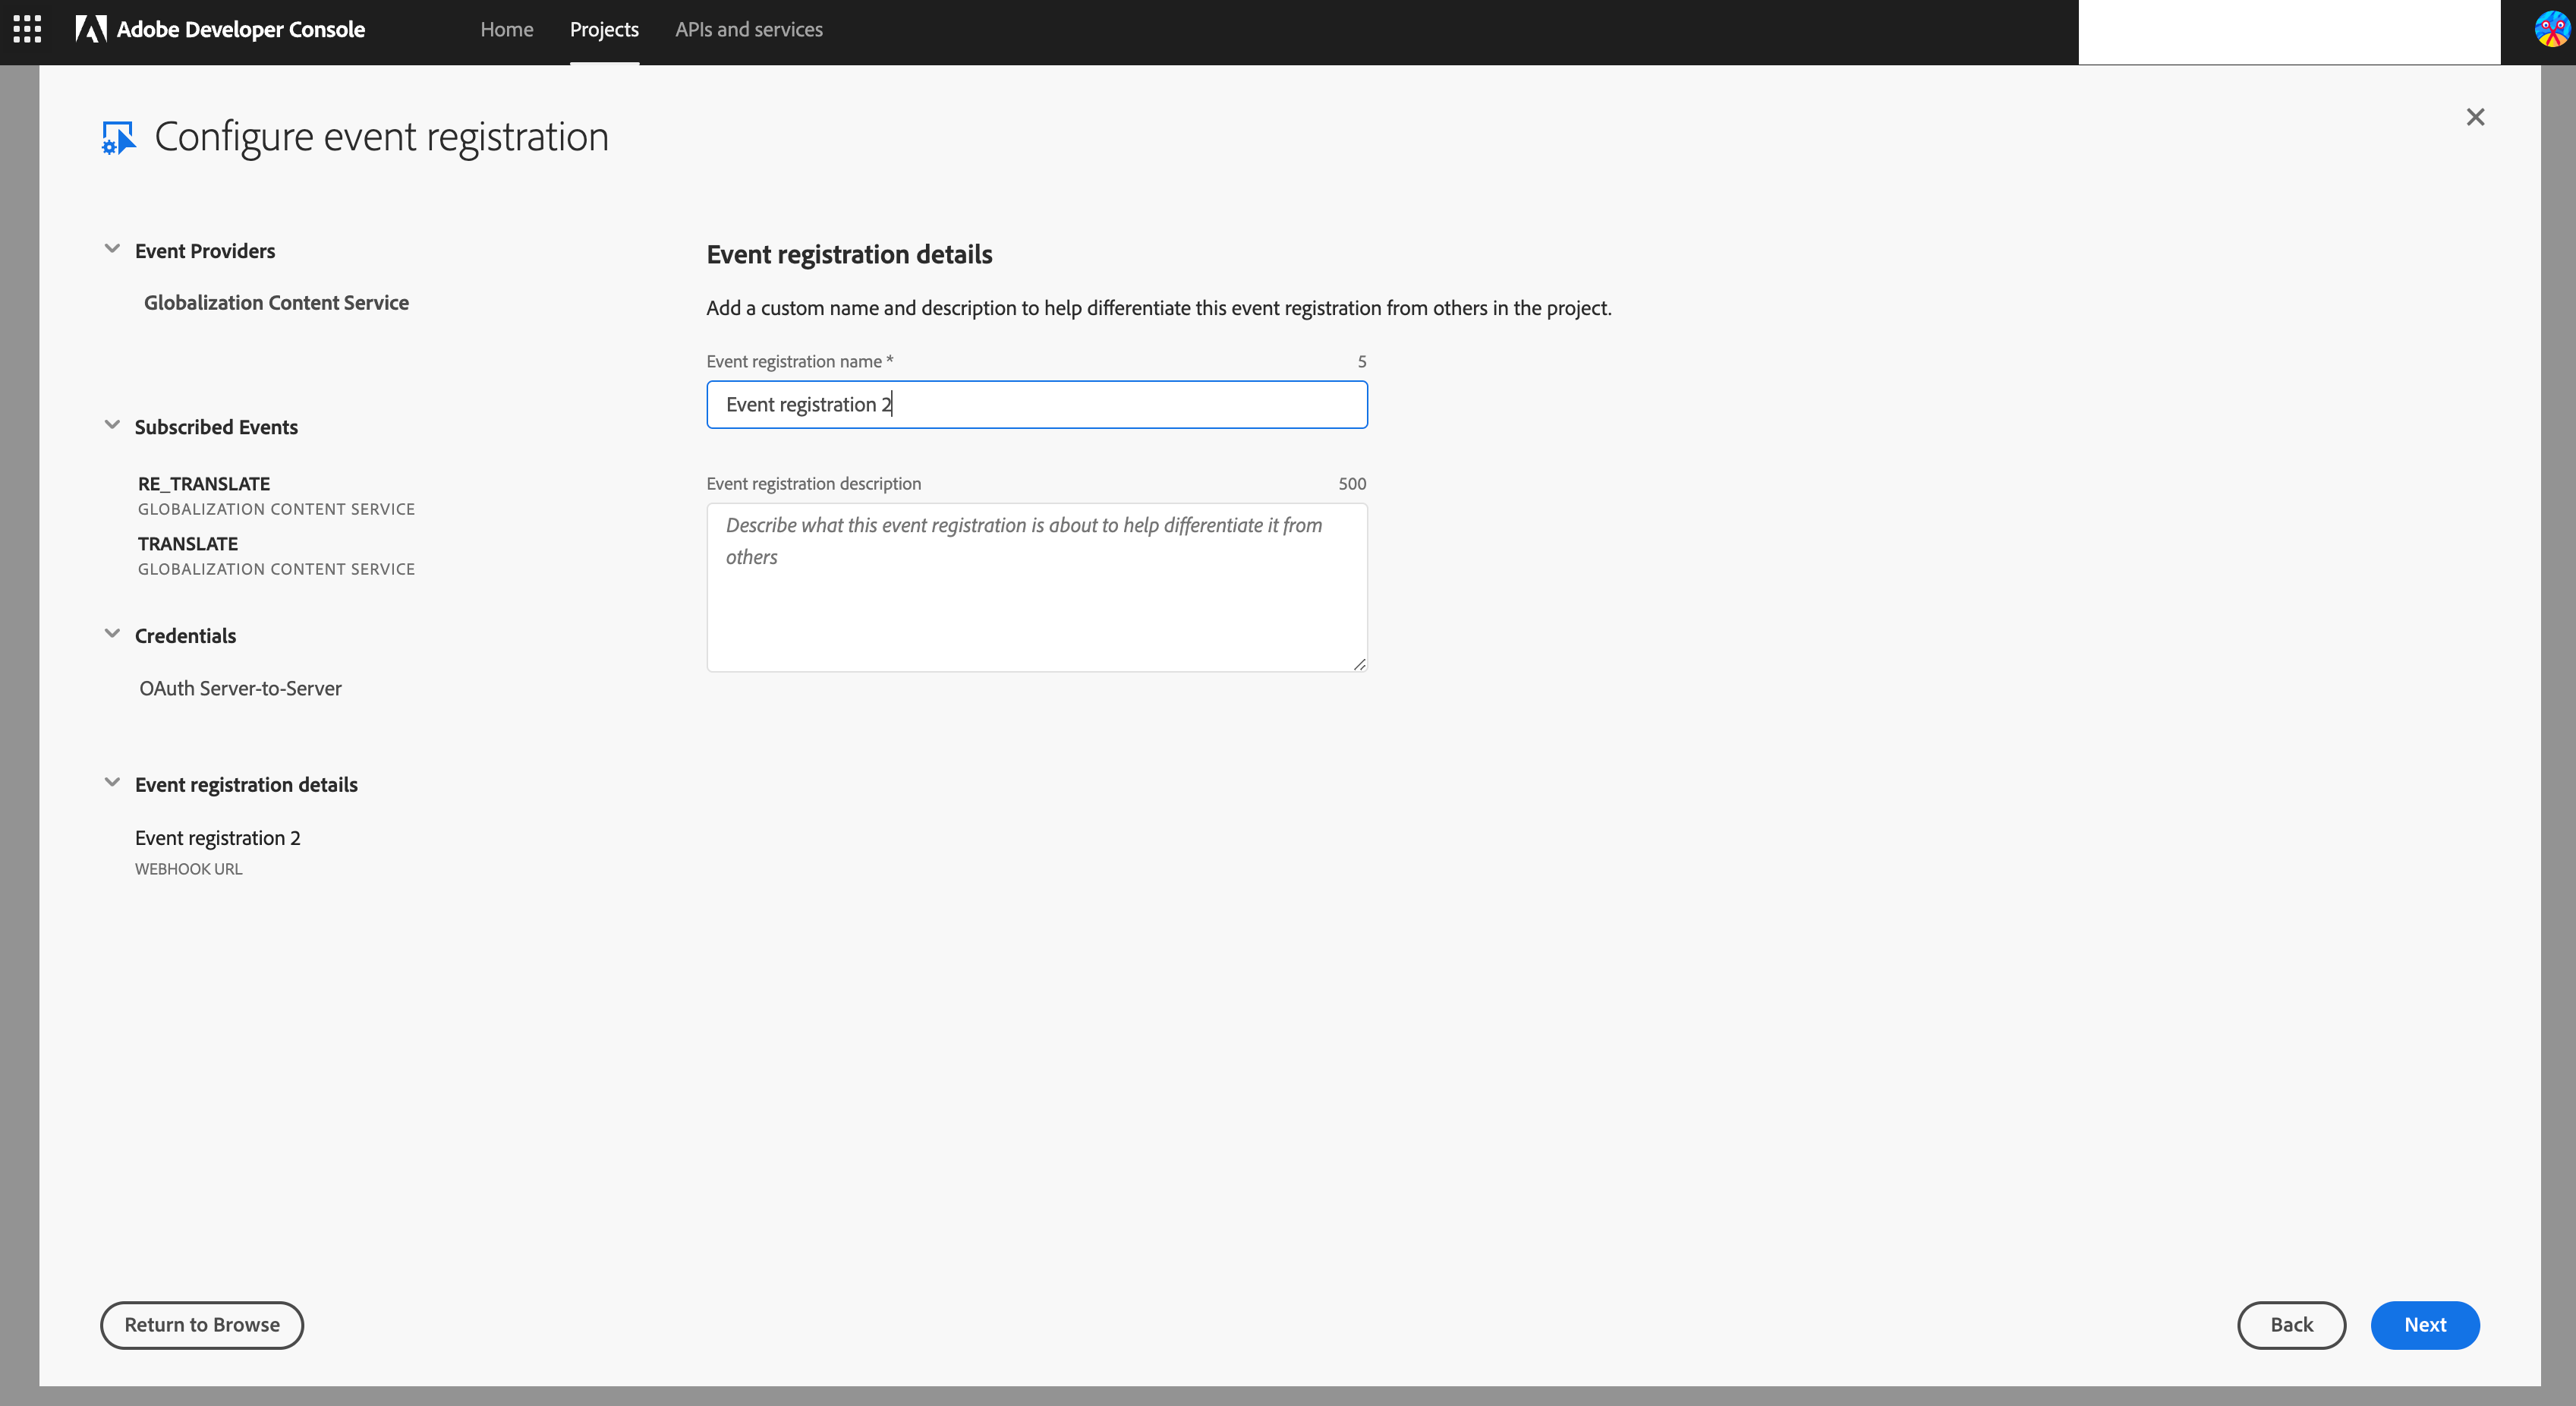 Adobe Developer Console
Home
Projects
APIs and services
Configure event registration
Event Providers
Globalization Content Service
Subscribed Events
RE_TRANSLATE
GLOBALIZATION CONTENT SERVICE
TRANSLATE
GLOBALIZATION CONTENT SERVICE
Credentials
OAuth Server-to-Server
Event registration details
Event registration 2
WEBHOOK URL
Event registration details
Add a custom name and description to help differentiate this event registration from others in the project.
Event registration name *
5
Event registration 2
Event registration description
500
Describe what this event registration is about to help differentiate it from
others
Return to Browse
Back
Next